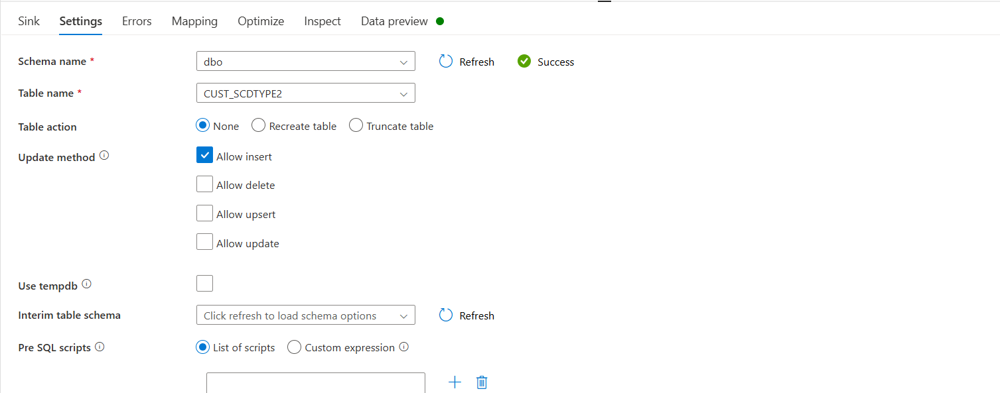 Sink Settings Errors Mapping Optimize Inspect Data preview
Schema name * dbo Refresh Success
Table name * CUST_SCDTYPE2
Table action None Recreate table Truncate table
Update method Allow insert
Allow delete
Allow upsert
Allow update
Use tempdb
Interim table schema Click refresh to load schema options Refresh
Pre SQL scripts List of scripts Custom expression